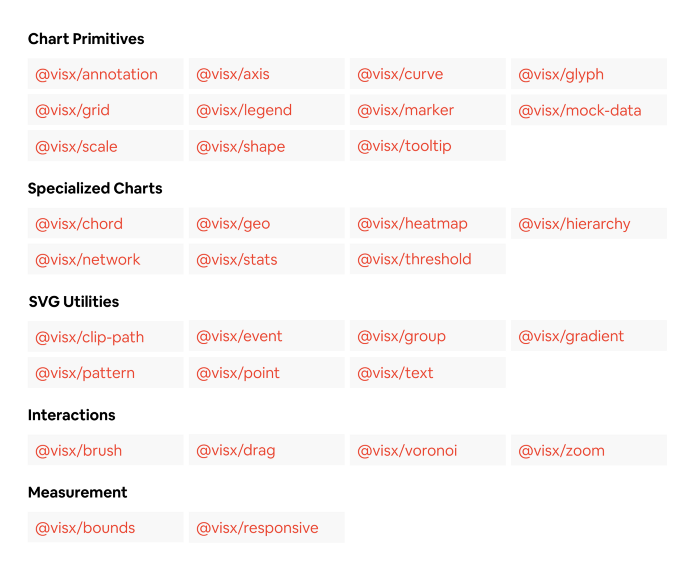 Chart Primitives
@visx/annotation @visx/axis @visx/curve @visx/glyph
@visx/grid @visx/legend @visx/marker @visx/mock-data
@visx/scale @visx/shape @visx/tooltip
Specialized Charts
@visx/chord @visx/geo @visx/heatmap @visx/hierarchy
@visx/network @visx/stats @visx/threshold
SVG Utilities
@visx/clip-path @visx/event @visx/group @visx/gradient
@visx/pattern @visx/point @visx/text
Interactions
@visx/brush @visx/drag @visx/voronoi @visx/zoom
Measurement
@visx/bounds @visx/responsive